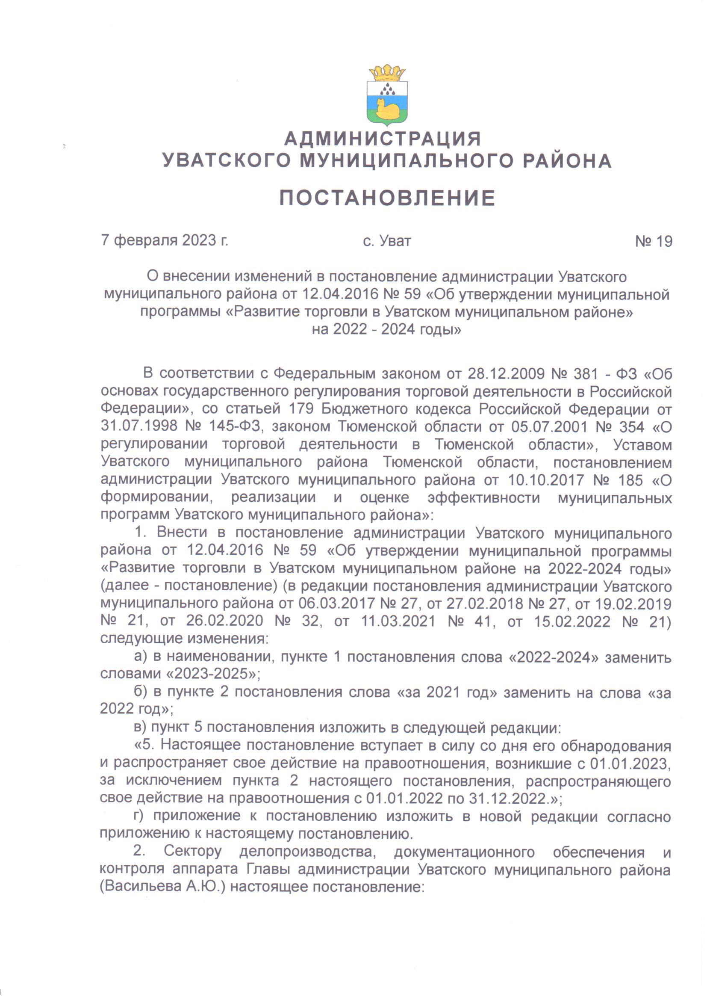 АДМИНИСТРАЦИЯ
УВАТСКОГО МУНИЦИПАЛЬНОГО РАЙОНА
ПОСТАНОВЛЕНИЕ
7 февраля 2023 г. с. Уват № 19
О внесении изменений в постановление администрации Уватского
муниципального района от 12.04.2016 № 59 «Об утверждении муниципальной
программы «Развитие торговли в Уватском муниципальном районе»
на 2022 - 2024 годы»
В соответствии с Федеральным законом от 28.12.2009 № 381 - ФЗ «Об
основах государственного регулирования торговой деятельности в Российской
Федерации», со статьей 179 Бюджетного кодекса Российской Федерации от
31.07.1998 № 145-ФЗ, законом Тюменской области от 05.07.2001 № 354 «О
регулировании торговой деятельности в Тюменской области», Уставом
Уватского муниципального района Тюменской области, постановлением
администрации Уватского муниципального района от 10.10.2017 № 185 «О
формировании, реализации и оценке эффективности муниципальных
программ Уватского муниципального района»:
1. Внести в постановление администрации Уватского муниципального
района от 12.04.2016 № 59 «Об утверждении муниципальной программы
«Развитие торговли в Уватском муниципальном районе на 2022-2024 годы»
(далее - постановление) (в редакции постановления администрации Уватского
муниципального района от 06.03.2017 № 27, от 27.02.2018 № 27, от 19.02.2019
№ 21, от 26.02.2020 № 32, от 11.03.2021 № 41, от 15.02.2022 № 21)
следующие изменения:
а) в наименовании, пункте 1 постановления слова «2022-2024» заменить
словами «2023-2025»;
б) в пункте 2 постановления слова «за 2021 год» заменить на слова «за
2022 год»;
в) пункт 5 постановления изложить в следующей редакции:
«5. Настоящее постановление вступает в силу со дня его обнародования
и распространяет свое действие на правоотношения, возникшие с 01.01.2023,
за исключением пункта 2 настоящего постановления, распространяющего
свое действие на правоотношения с 01.01.2022 по 31.12.2022.»;
г) приложение к постановлению изложить в новой редакции согласно
приложению к настоящему постановлению.
2. Сектору делопроизводства, документационного обеспечения и
контроля аппарата Главы администрации Уватского муниципального района
(Васильева А.Ю.) настоящее постановление: